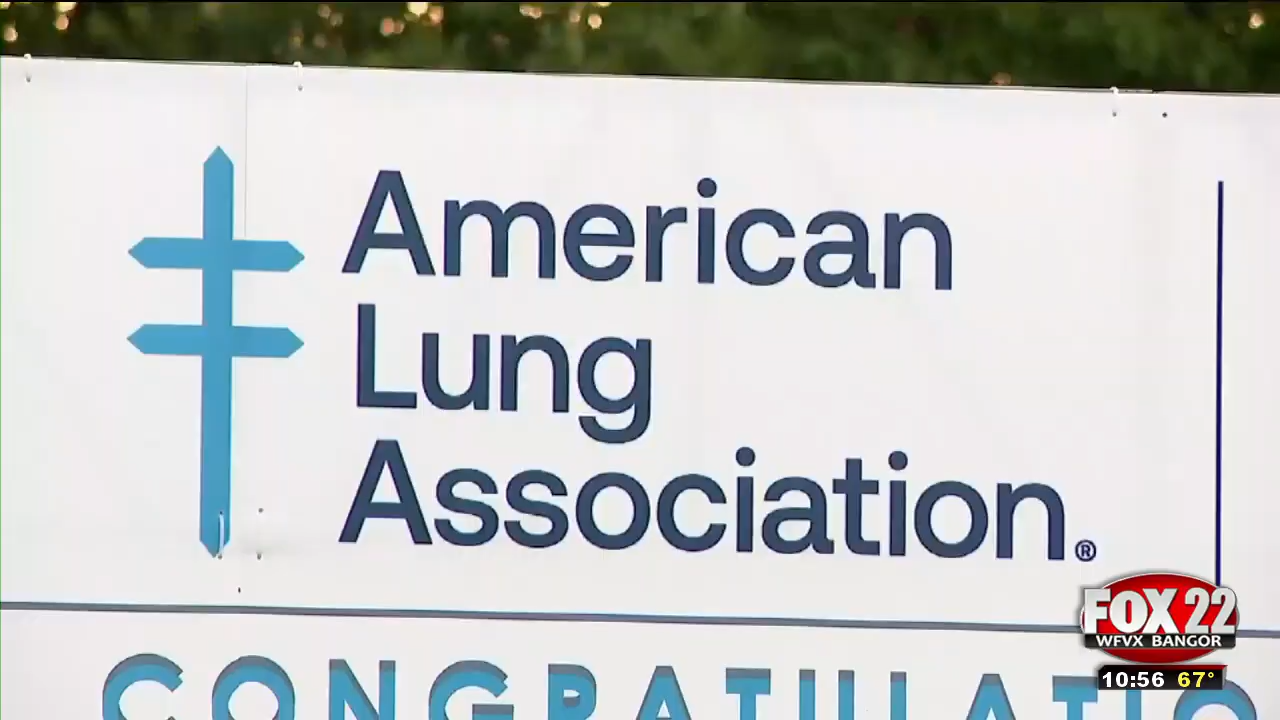 American
Lung
Association®
FOX 22
WFVX BANGOR
10:56 67°